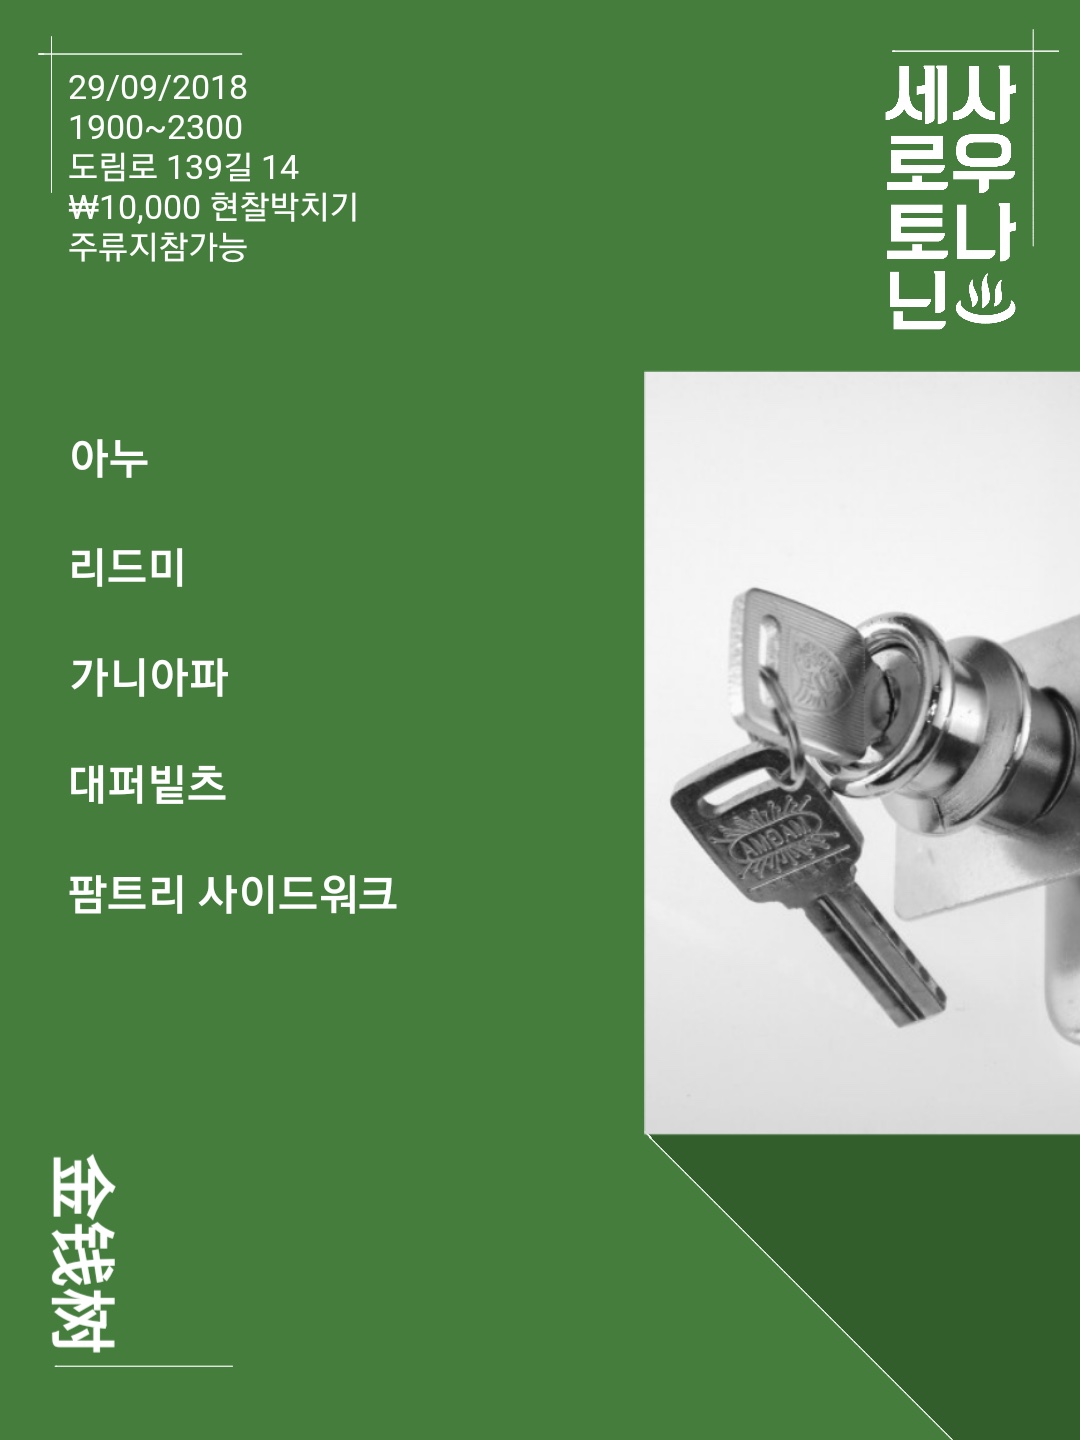 29/09/2018
1900~2300
도림로 139길 14
₩10,000 현찰박치기
주류지참가능
세사
로우
토나
닌♨
아누
리드미
가니아파
대퍼빝츠
팜트리 사이드워크
MAGMA
金钱树